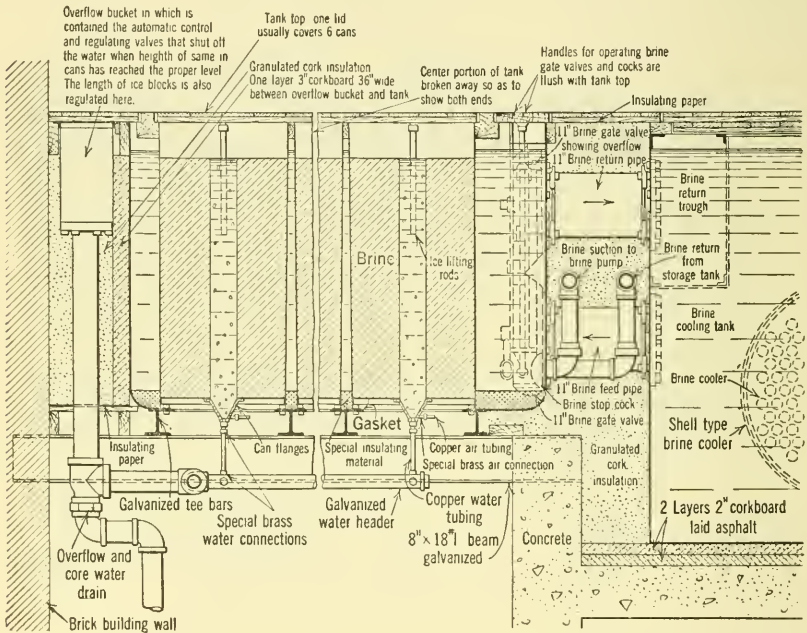 Overflow bucket in which is
contained the automatic control
and regulating valves that shut off
the water when heighth of same in
cans has reached the proper level
The length of ice blocks is also
regulated here.
Tank top one lid
usually covers 6 cans
Granulated cork insulation
One layer 3" corkboard 36" wide
between overflow bucket and tank
Center portion of tank
broken away so as to
show both ends
Handles for operating brine
gate valves and cocks are
flush with tank top
Insulating paper
11" Brine gate valve
showing overflow
11" Brine return pipe
Brine
return
trough
Brine
Ice lifting
rods
Brine suction to
brine pump
Brine return
from
storage tank
Brine
cooling tank
Brine cooler
Shell type
brine cooler
11" Brine feed pipe
Brine stop cock
11" Brine gate valve
Gasket
Insulating
paper
Can flanges
Special insulating
material
Copper air tubing
Special brass air connection
Granulated
cork
insulation
Galvanized tee bars
Special brass
water connections
Galvanized
water header
Copper water
tubing
8" x 18# I beam
galvanized
Concrete
2 Layers 2" corkboard
laid asphalt
Overflow and
core water
drain
Brick building wall